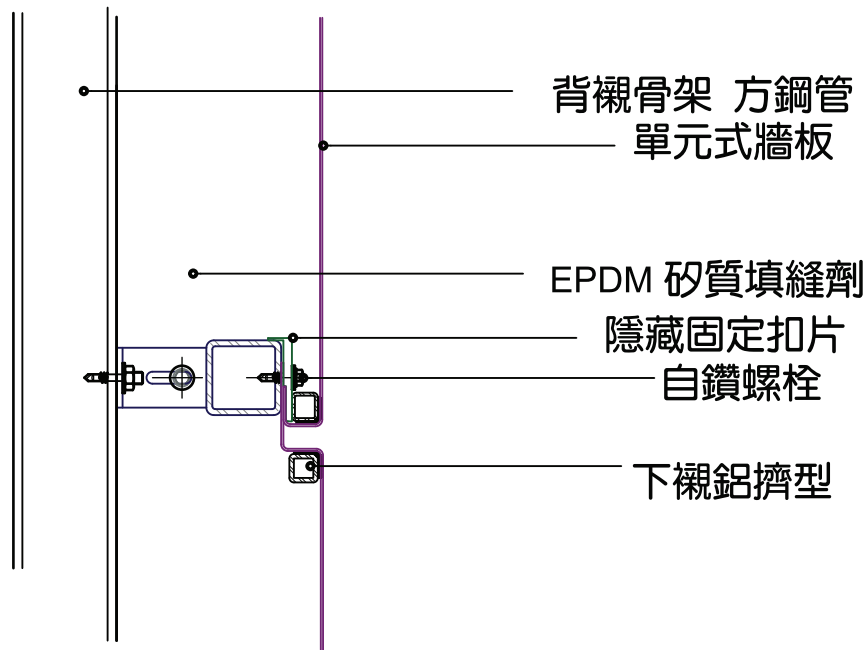 背襯骨架 方鋼管
單元式牆板
EPDM 矽質填縫劑
隱藏固定扣片
自鑽螺栓
下襯鋁擠型